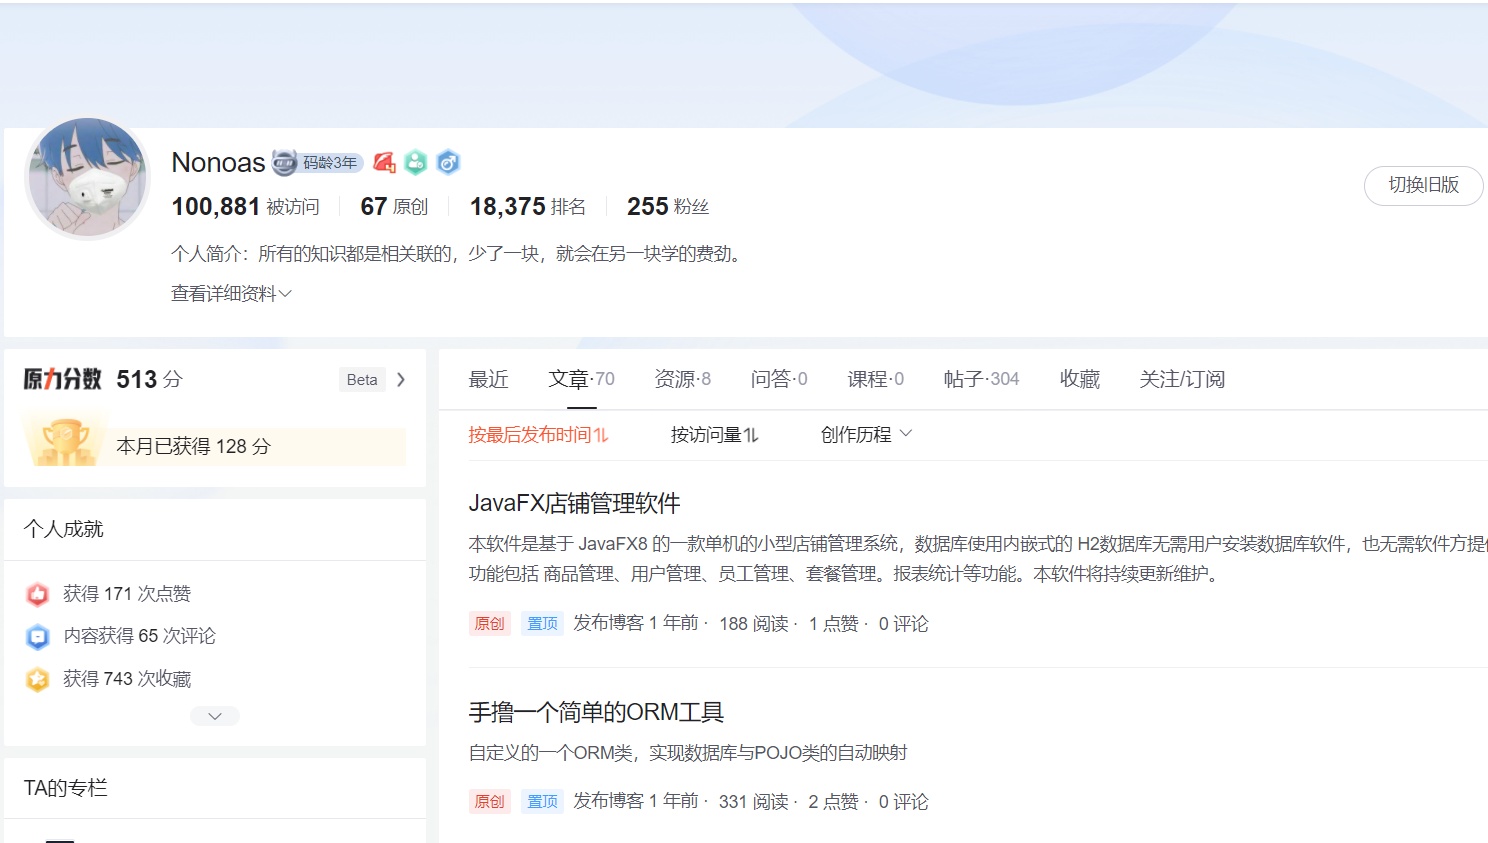 Nonoas 码龄3年
100,881 被访问 67 原创 18,375 排名 255 粉丝
个人简介：所有的知识都是相关联的，少了一块，就会在另一块学的费劲。
查看详细资料
切换旧版
原力分数 513 分 Beta
本月已获得 128 分
个人成就
获得 171 次点赞
内容获得 65 次评论
获得 743 次收藏
TA的专栏
最近 文章·70 资源·8 问答·0 课程·0 帖子·304 收藏 关注/订阅
按最后发布时间 按访问量 创作历程
JavaFX店铺管理软件
本软件是基于 JavaFX8 的一款单机的小型店铺管理系统，数据库使用内嵌式的 H2数据库无需用户安装数据库软件，也无需软件方提
功能包括 商品管理、用户管理、员工管理、套餐管理。报表统计等功能。本软件将持续更新维护。
原创 置顶 发布博客 1 年前 · 188 阅读 · 1 点赞 · 0 评论
手撸一个简单的ORM工具
自定义的一个ORM类，实现数据库与POJO类的自动映射
原创 置顶 发布博客 1 年前 · 331 阅读 · 2 点赞 · 0 评论